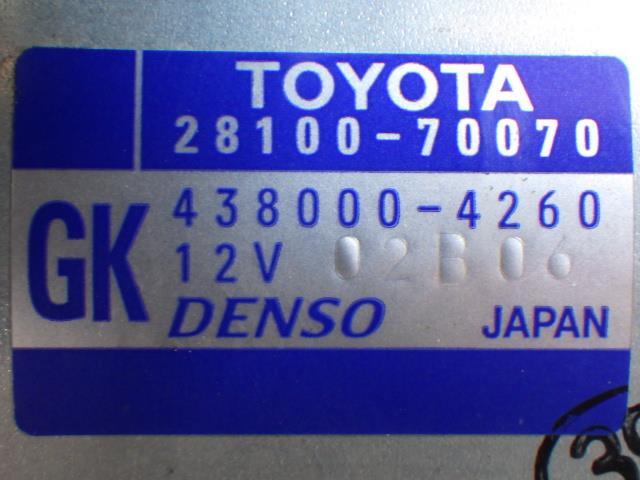 TOYOTA
28100-70070
GK
438000-4260
12V 02B06
DENSO JAPAN